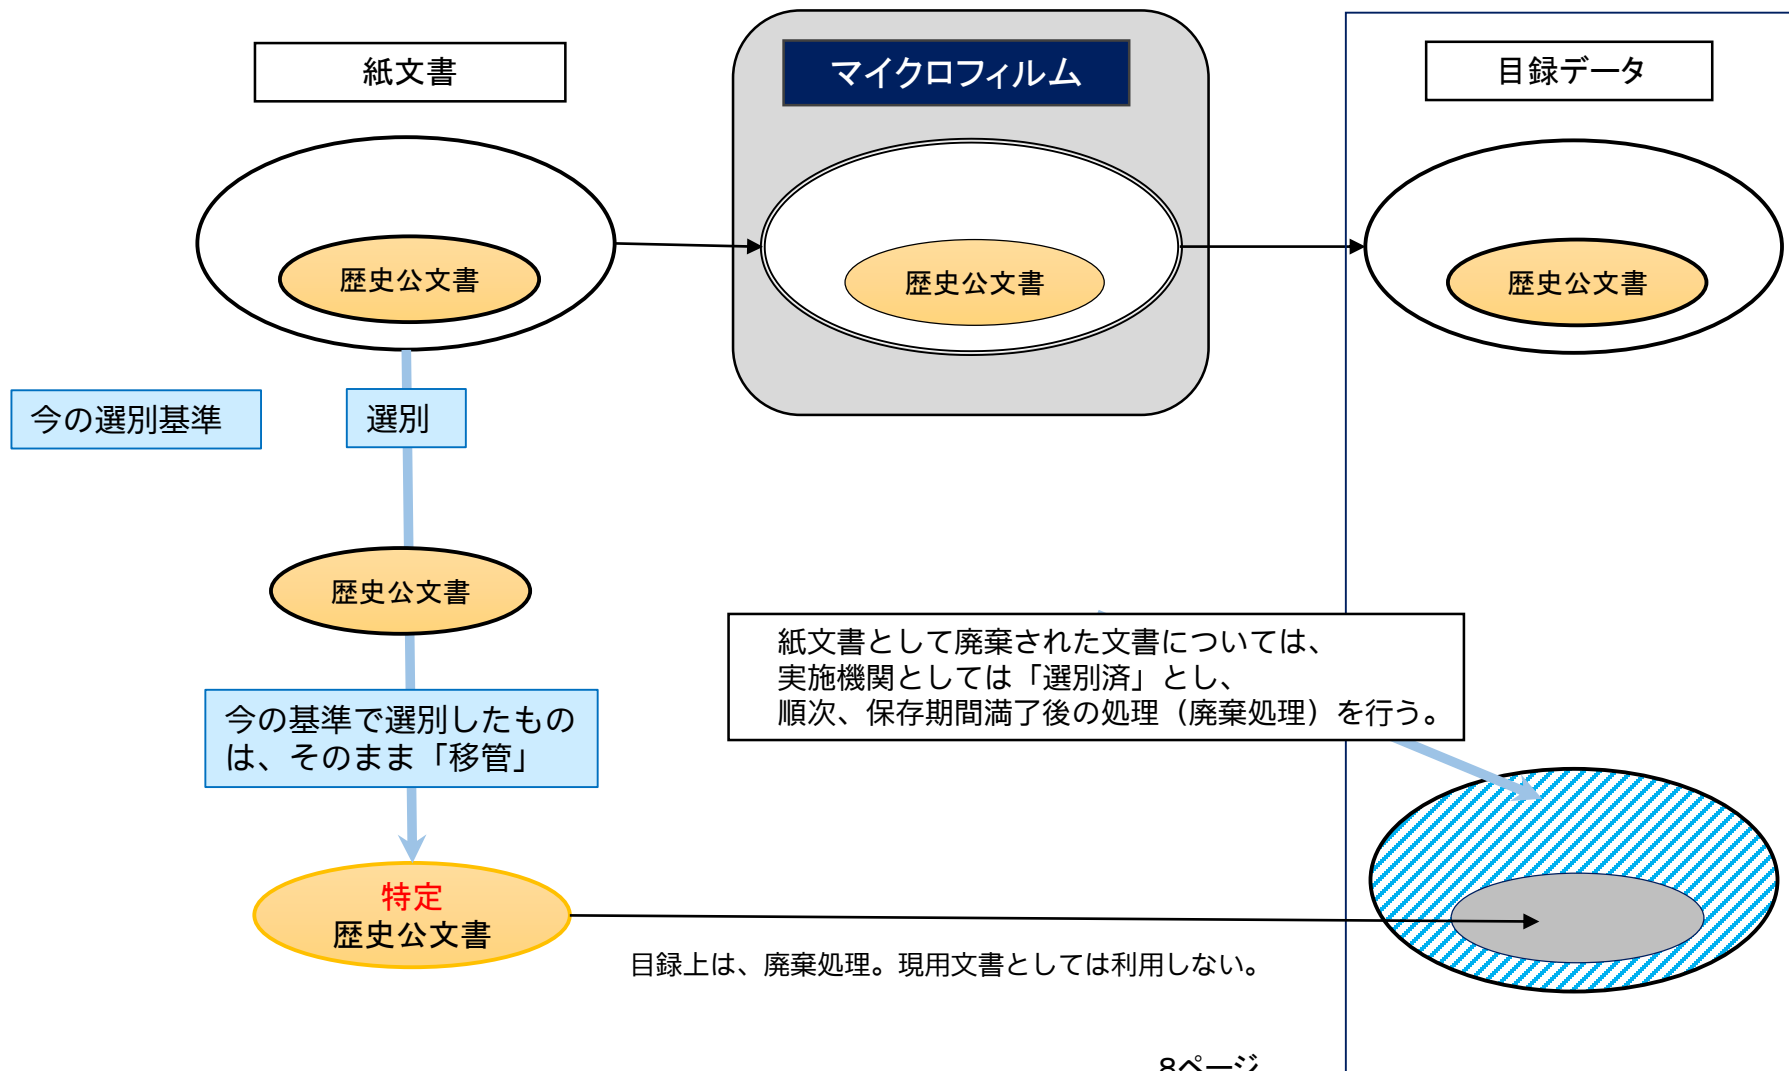 紙文書
マイクロフィルム
目録データ
歴史公文書
歴史公文書
歴史公文書
今の選別基準
選別
歴史公文書
紙文書として廃棄された文書については、
実施機関としては「選別済」とし、
順次、保存期間満了後の処理（廃棄処理）を行う。
今の基準で選別したもの
は、そのまま「移管」
特定
歴史公文書
目録上は、廃棄処理。現用文書としては利用しない。
8ページ